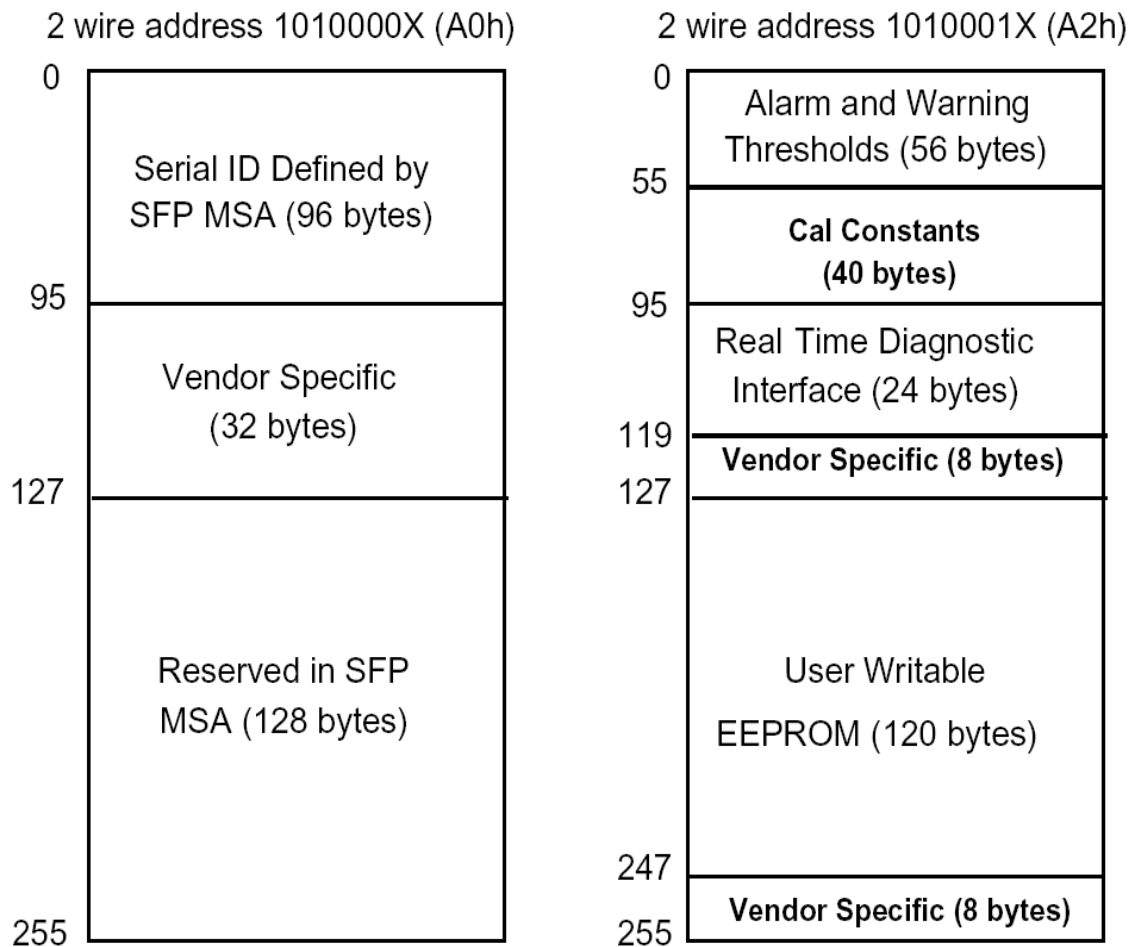 2 wire address 1010000X (A0h)
0
Serial ID Defined by
SFP MSA (96 bytes)
95
Vendor Specific
(32 bytes)
127
Reserved in SFP
MSA (128 bytes)
255
2 wire address 1010001X (A2h)
0
Alarm and Warning
Thresholds (56 bytes)
55
Cal Constants
(40 bytes)
95
Real Time Diagnostic
Interface (24 bytes)
119
Vendor Specific (8 bytes)
127
User Writable
EEPROM (120 bytes)
247
Vendor Specific (8 bytes)
255